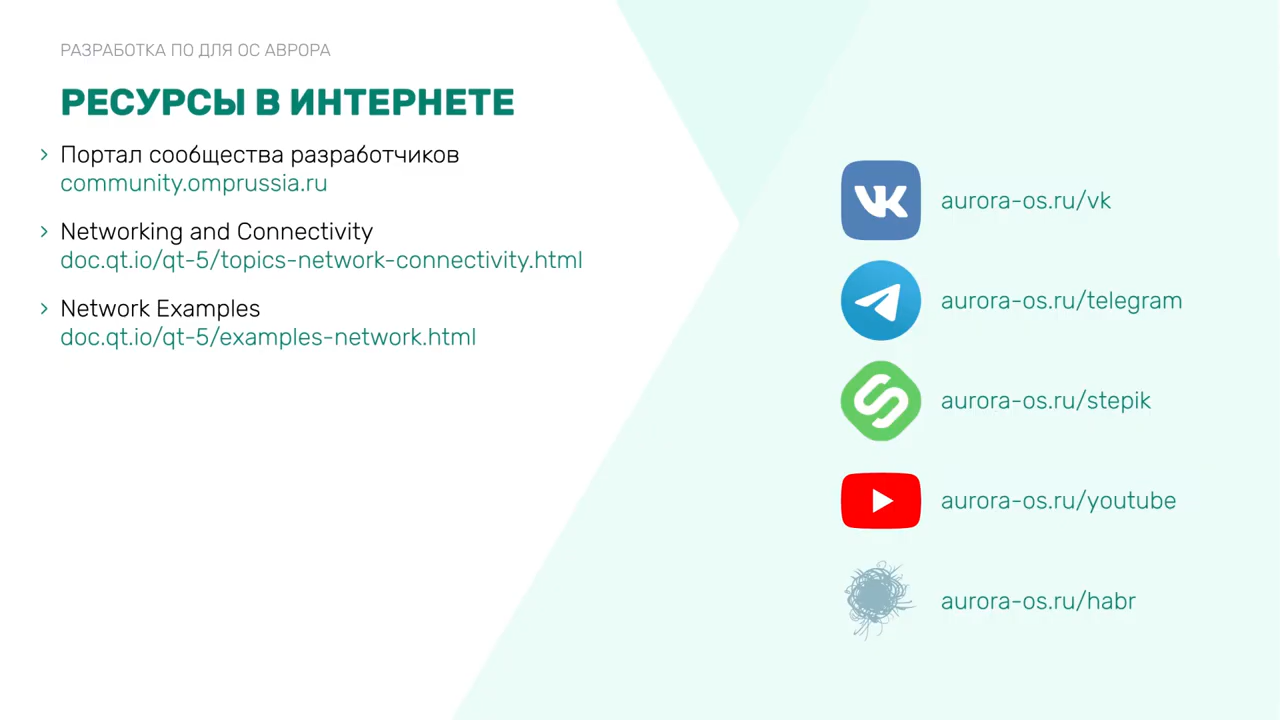 РАЗРАБОТКА ПО ДЛЯ ОС АВРОРА
РЕСУРСЫ В ИНТЕРНЕТЕ
Портал сообщества разработчиков
community.omprussia.ru
Networking and Connectivity
doc.qt.io/qt-5/topics-network-connectivity.html
Network Examples
doc.qt.io/qt-5/examples-network.html
aurora-os.ru/vk
aurora-os.ru/telegram
aurora-os.ru/stepik
aurora-os.ru/youtube
aurora-os.ru/habr